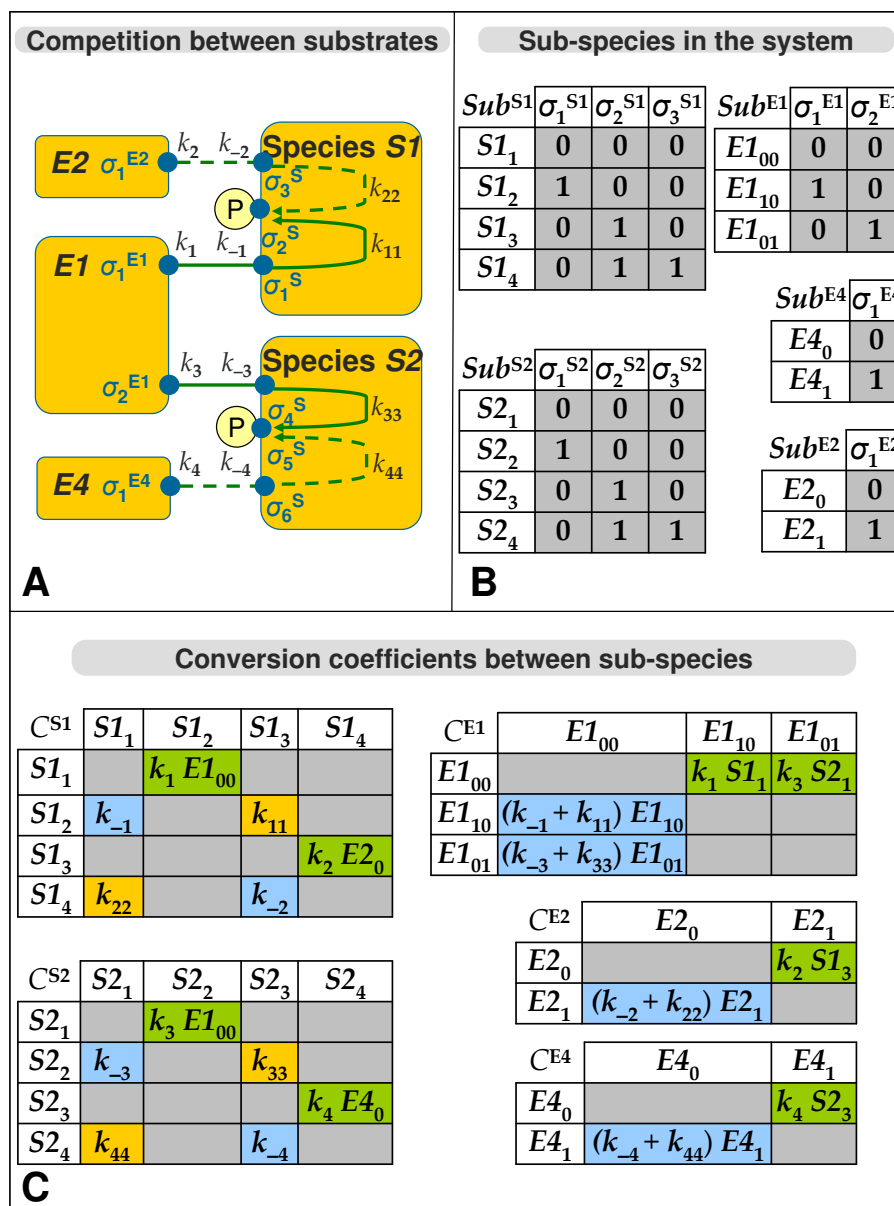 Competition between substrates
E2 σ₁ᴱ² k₂ k₋₂ Species S1
σ₃ˢ k₂₂
P
σ₂ˢ
E1 σ₁ᴱ¹ k₁ k₋₁ k₁₁
σ₁ˢ
k₃ k₋₃ Species S2
σ₂ᴱ¹
σ₄ˢ k₃₃
P
σ₅ˢ
E4 σ₁ᴱ⁴ k₄ k₋₄ k₄₄
σ₆ˢ
A
Sub-species in the system
Subˢ¹ σ₁ˢ¹ σ₂ˢ¹ σ₃ˢ¹
S1₁ 0 0 0
S1₂ 1 0 0
S1₃ 0 1 0
S1₄ 0 1 1
Subᴱ¹ σ₁ᴱ¹ σ₂ᴱ¹
E1₀₀ 0 0
E1₁₀ 1 0
E1₀₁ 0 1
Subᴱ⁴ σ₁ᴱ⁴
E4₀ 0
E4₁ 1
Subˢ² σ₁ˢ² σ₂ˢ² σ₃ˢ²
S2₁ 0 0 0
S2₂ 1 0 0
S2₃ 0 1 0
S2₄ 0 1 1
Subᴱ² σ₁ᴱ²
E2₀ 0
E2₁ 1
B
Conversion coefficients between sub-species
Cˢ¹ S1₁ S1₂ S1₃ S1₄
S1₁ k₁ E1₀₀
S1₂ k₋₁ k₁₁
S1₃ k₂ E2₀
S1₄ k₂₂ k₋₂
Cˢ² S2₁ S2₂ S2₃ S2₄
S2₁ k₃ E1₀₀
S2₂ k₋₃ k₃₃
S2₃ k₄ E4₀
S2₄ k₄₄ k₋₄
Cᴱ¹ E1₀₀ E1₁₀ E1₀₁
E1₀₀ k₁ S1₁ k₃ S2₁
E1₁₀ (k₋₁ + k₁₁) E1₁₀
E1₀₁ (k₋₃ + k₃₃) E1₀₁
Cᴱ² E2₀ E2₁
E2₀ k₂ S1₃
E2₁ (k₋₂ + k₂₂) E2₁
Cᴱ⁴ E4₀ E4₁
E4₀ k₄ S2₃
E4₁ (k₋₄ + k₄₄) E4₁
C